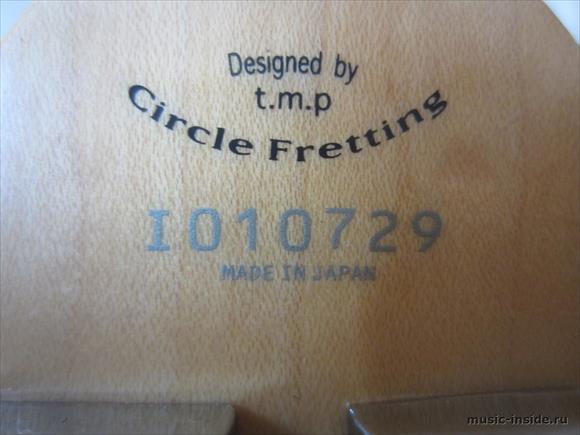 Designed by
t.m.p
Circle Fretting
I010729
MADE IN JAPAN
music-inside.ru